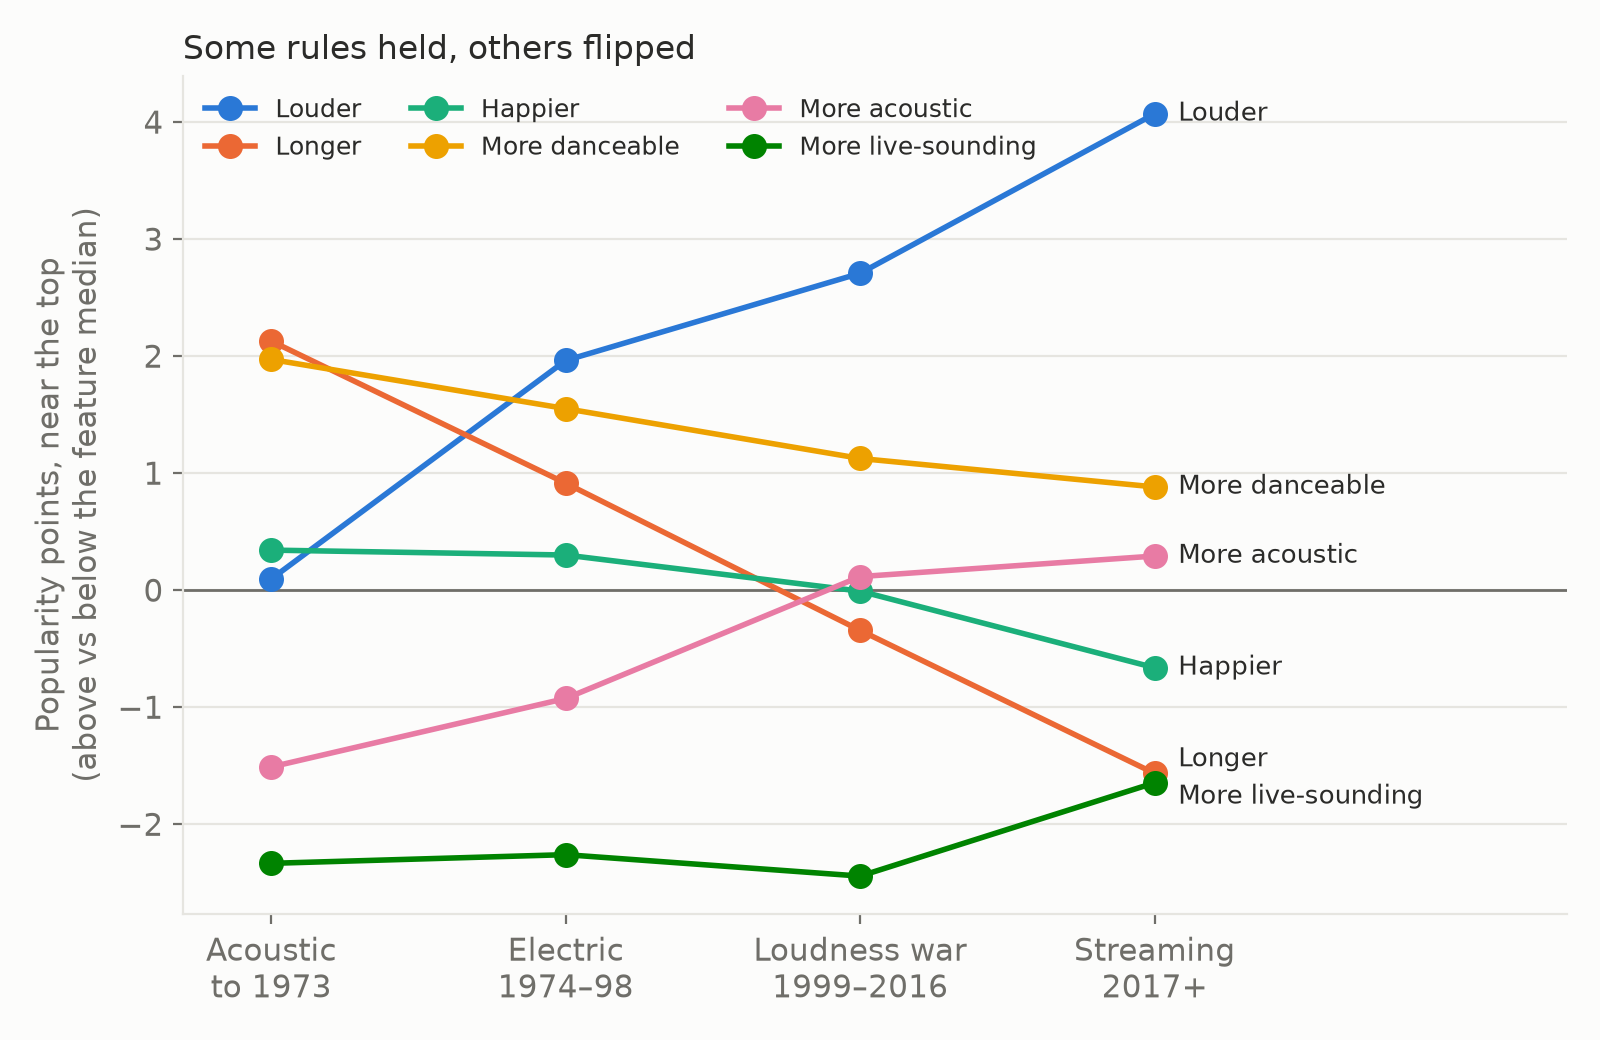 Some rules held, others flipped
Louder
Longer
Happier
More danceable
More acoustic
More live-sounding
Popularity points, near the top
(above vs below the feature median)
4
3
2
1
0
−1
−2
Louder
More danceable
More acoustic
Happier
Longer
More live-sounding
Acoustic
to 1973
Electric
1974–98
Loudness war
1999–2016
Streaming
2017+